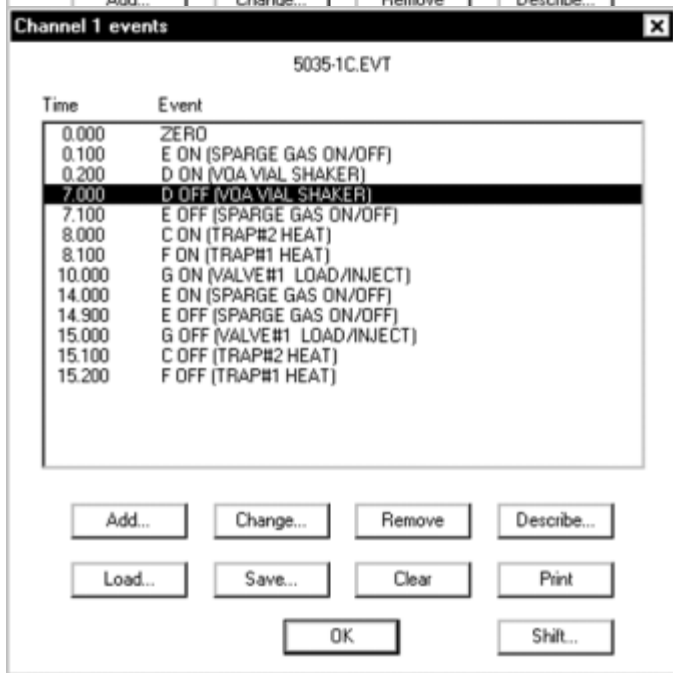 Add... Change... Remove Describe...
Channel 1 events
5035-1C.EVT
Time Event
0.000 ZERO
0.100 E ON (SPARGE GAS ON/OFF)
0.200 D ON (VOA VIAL SHAKER)
7.000 D OFF (VOA VIAL SHAKER)
7.100 E OFF (SPARGE GAS ON/OFF)
8.000 C ON (TRAP#2 HEAT)
8.100 F ON (TRAP#1 HEAT)
10.000 G ON (VALVE#1 LOAD/INJECT)
14.000 E ON (SPARGE GAS ON/OFF)
14.900 E OFF (SPARGE GAS ON/OFF)
15.000 G OFF (VALVE#1 LOAD/INJECT)
15.100 C OFF (TRAP#2 HEAT)
15.200 F OFF (TRAP#1 HEAT)
Add... Change... Remove Describe...
Load... Save... Clear Print
OK Shift...